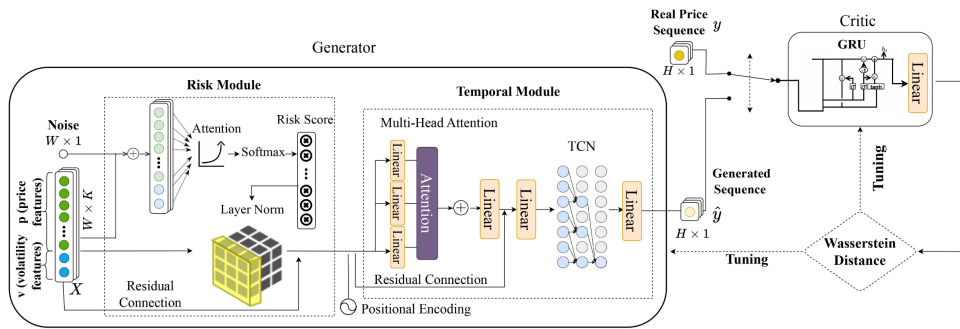 Generator
Real Price
Sequence y
H × 1
Critic
GRU
hₜ
σ
σ
tanh
Linear
Risk Module
Temporal Module
Noise
W × 1
Attention
Risk Score
Softmax
Layer Norm
Multi-Head Attention
Linear
Linear
Linear
Attention
Linear
Linear
TCN
Linear
p (price
features)
v (volatility
features)
W × K
X
Residual
Connection
Residual Connection
Positional Encoding
Generated
Sequence
ŷ
H × 1
Tuning
Tuning
Wasserstein
Distance